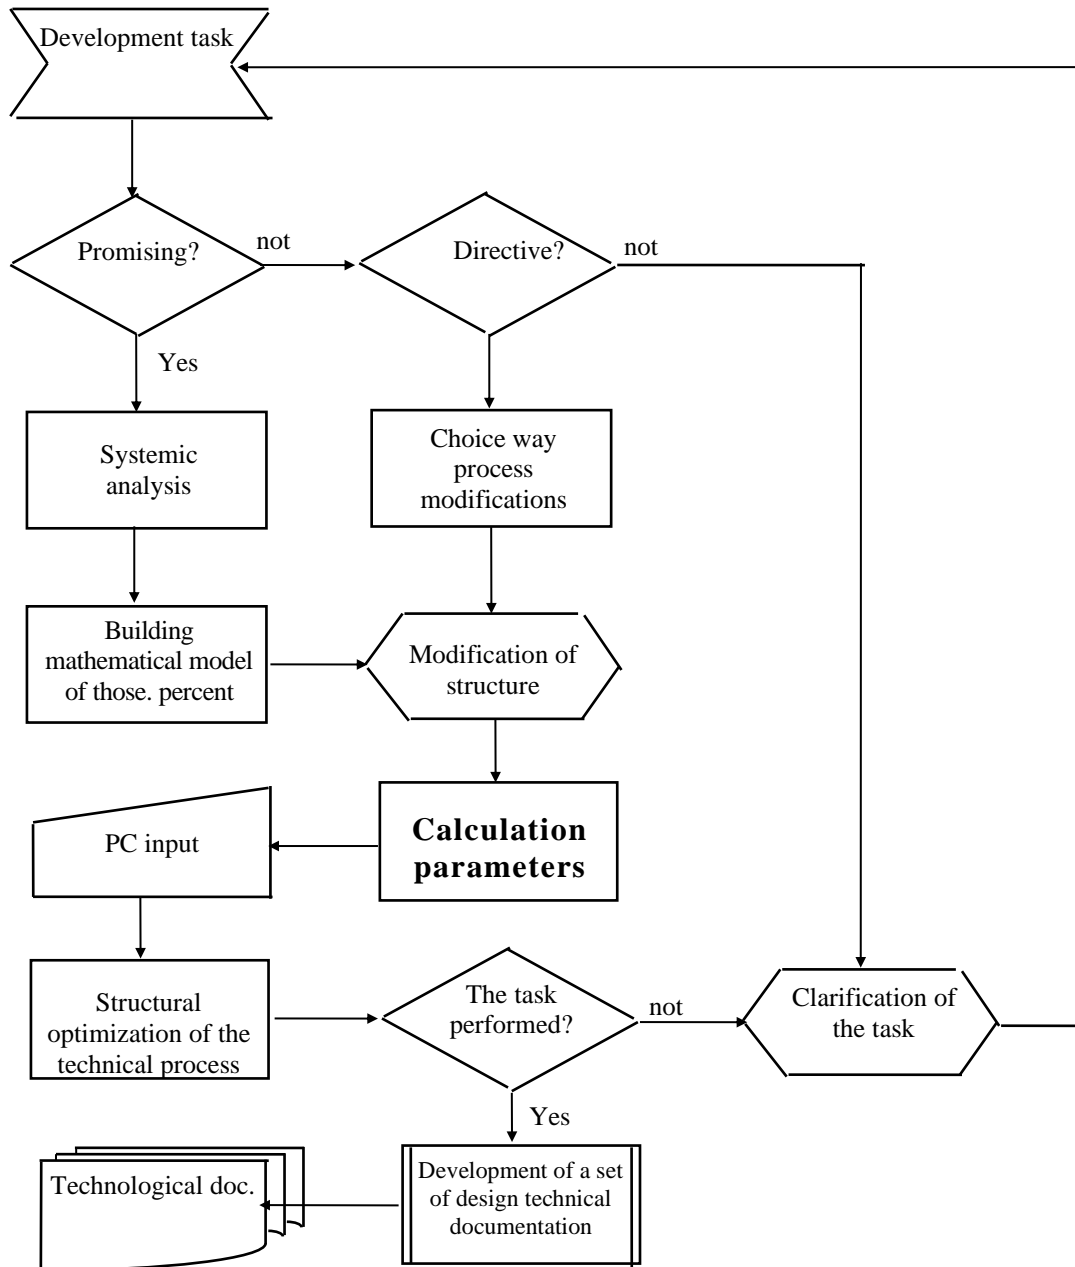 Development task
Promising?
not
Directive?
not
Yes
Systemic
analysis
Choice way
process
modifications
Building
mathematical model
of those. percent
Modification of
structure
PC input
Calculation
parameters
Structural
optimization of the
technical process
The task
performed?
not
Clarification of
the task
Yes
Technological doc.
Development of a set
of design technical
documentation